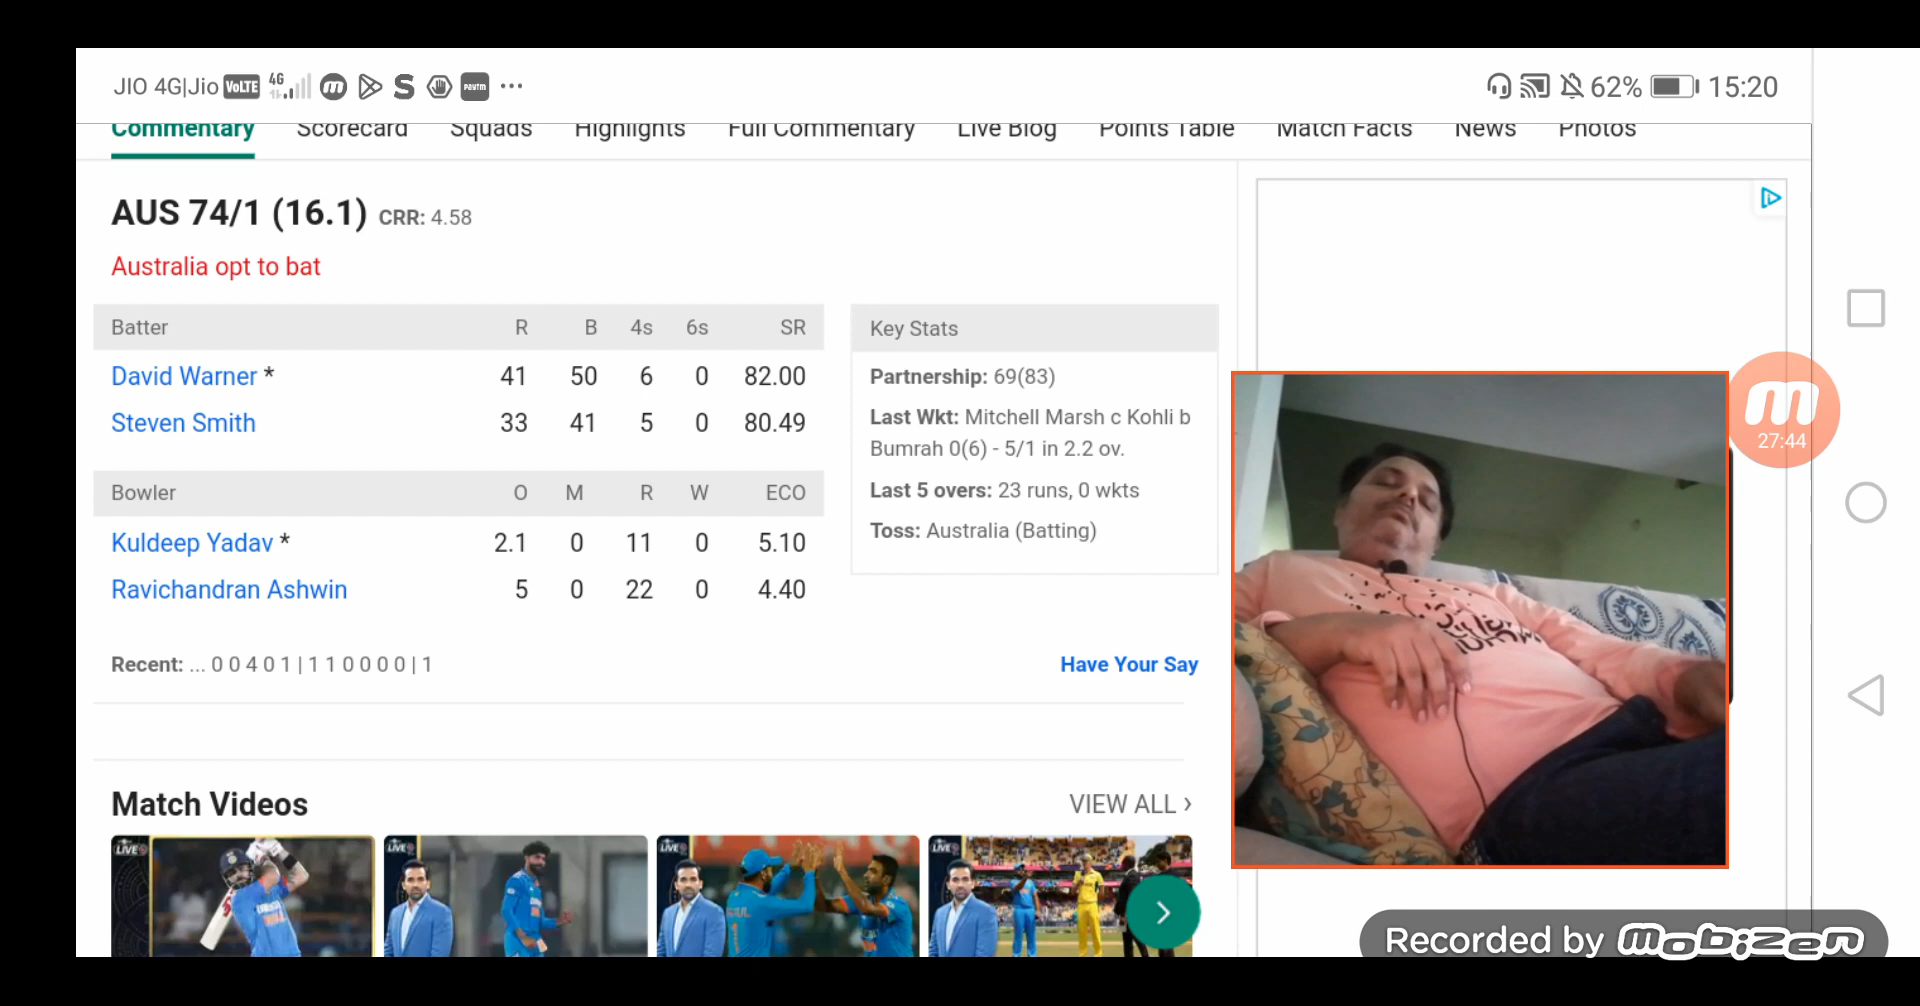 JIO 4G|Jio VoLTE 4G m S paytm ... 62% 15:20
Commentary Scorecard Squads Highlights Full Commentary Live Blog Points Table Match Facts News Photos
AUS 74/1 (16.1) CRR: 4.58
Australia opt to bat
Batter R B 4s 6s SR
David Warner * 41 50 6 0 82.00
Steven Smith 33 41 5 0 80.49
Bowler O M R W ECO
Kuldeep Yadav * 2.1 0 11 0 5.10
Ravichandran Ashwin 5 0 22 0 4.40
Recent: ... 0 0 4 0 1 | 1 1 0 0 0 0 | 1
Have Your Say
Key Stats
Partnership: 69(83)
Last Wkt: Mitchell Marsh c Kohli b
Bumrah 0(6) - 5/1 in 2.2 ov.
Last 5 overs: 23 runs, 0 wkts
Toss: Australia (Batting)
m
27:44
Match Videos
VIEW ALL ›
LIVE
LIVE
LIVE
LIVE
Recorded by mobizen